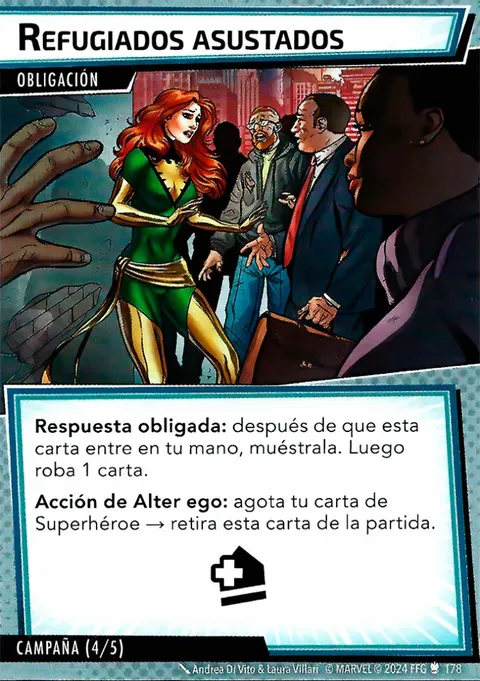 REFUGIADOS ASUSTADOS
OBLIGACIÓN
Respuesta obligada: después de que esta
carta entre en tu mano, muéstrala. Luego
roba 1 carta.
Acción de Alter ego: agota tu carta de
Superhéroe → retira esta carta de la partida.
CAMPAÑA (4/5)
Andrea Di Vito & Laura Villari © MARVEL © 2024 FFG 178